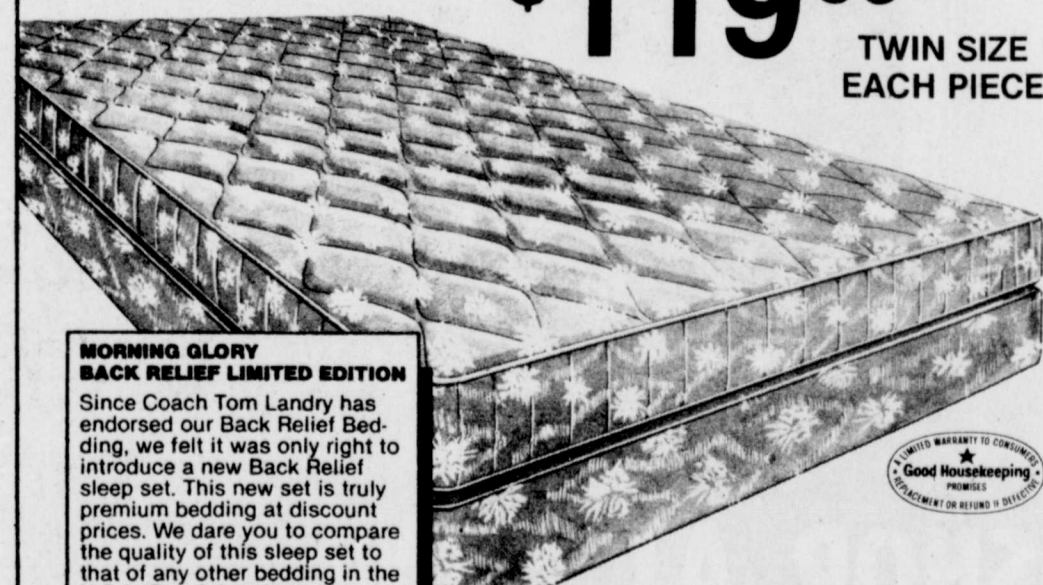 $119
TWIN SIZE
EACH PIECE
MORNING GLORY
BACK RELIEF LIMITED EDITION
Since Coach Tom Landry has
endorsed our Back Relief Bed-
ding, we felt it was only right to
introduce a new Back Relief
sleep set. This new set is truly
premium bedding at discount
prices. We dare you to compare
the quality of this sleep set to
that of any other bedding in the
A LIMITED WARRANTY TO CONSUMERS
Good Housekeeping
PROMISES
REPLACEMENT OR REFUND IF DEFECTIVE